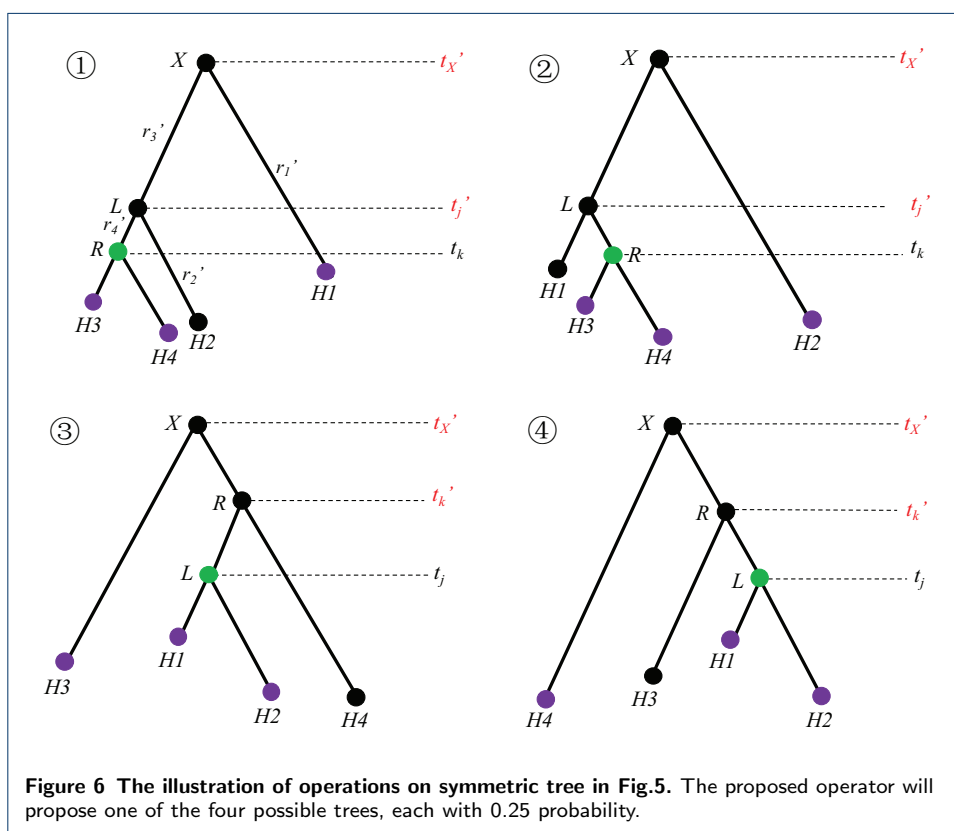 ①
X
t_X'
r_3'
r_1'
L
t_j'
r_4'
R
t_k
r_2'
H1
H3
H4
H2
②
X
t_X'
L
t_j'
R
t_k
H1
H3
H4
H2
③
X
t_X'
R
t_k'
L
t_j
H1
H3
H2
H4
④
X
t_X'
R
t_k'
L
t_j
H1
H3
H4
H2
Figure 6 The illustration of operations on symmetric tree in Fig.5. The proposed operator will
propose one of the four possible trees, each with 0.25 probability.